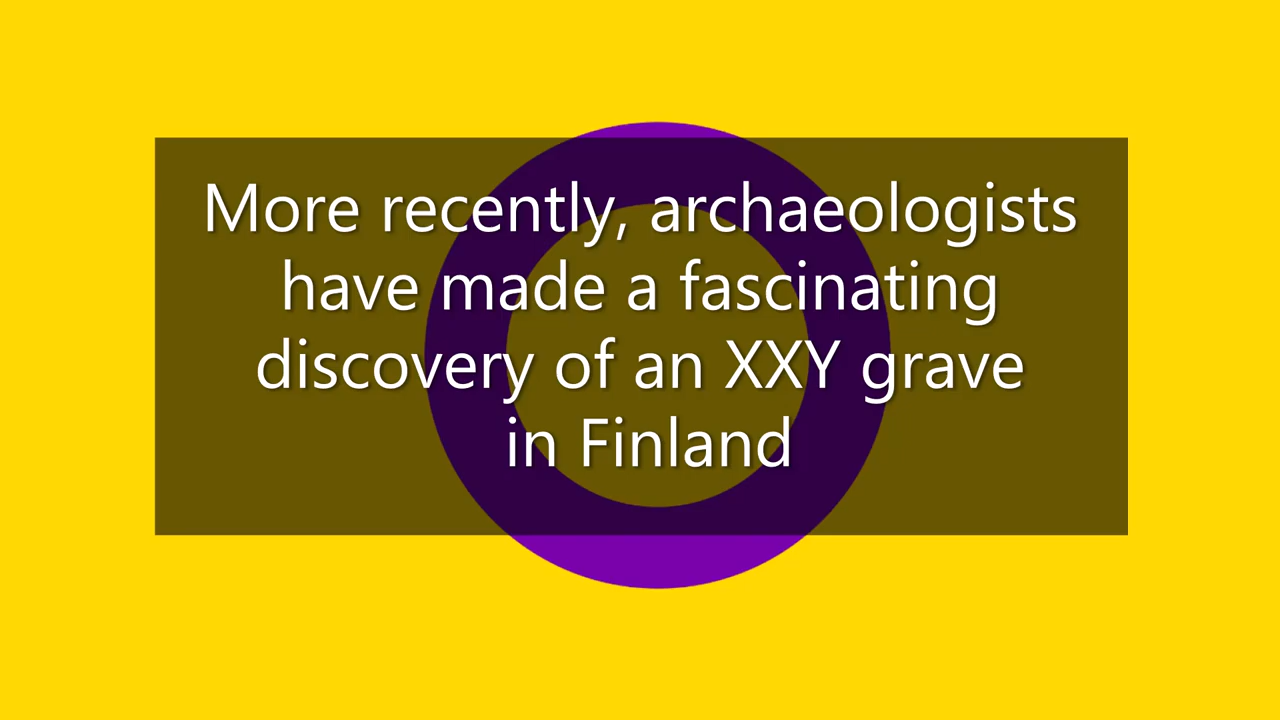 More recently, archaeologists
have made a fascinating
discovery of an XXY grave
in Finland